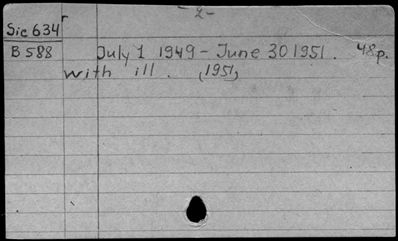 - 2 -
Sic 634r
B 588 July 1 1949 - June 30 1951. 48p.
with ill. (1951)